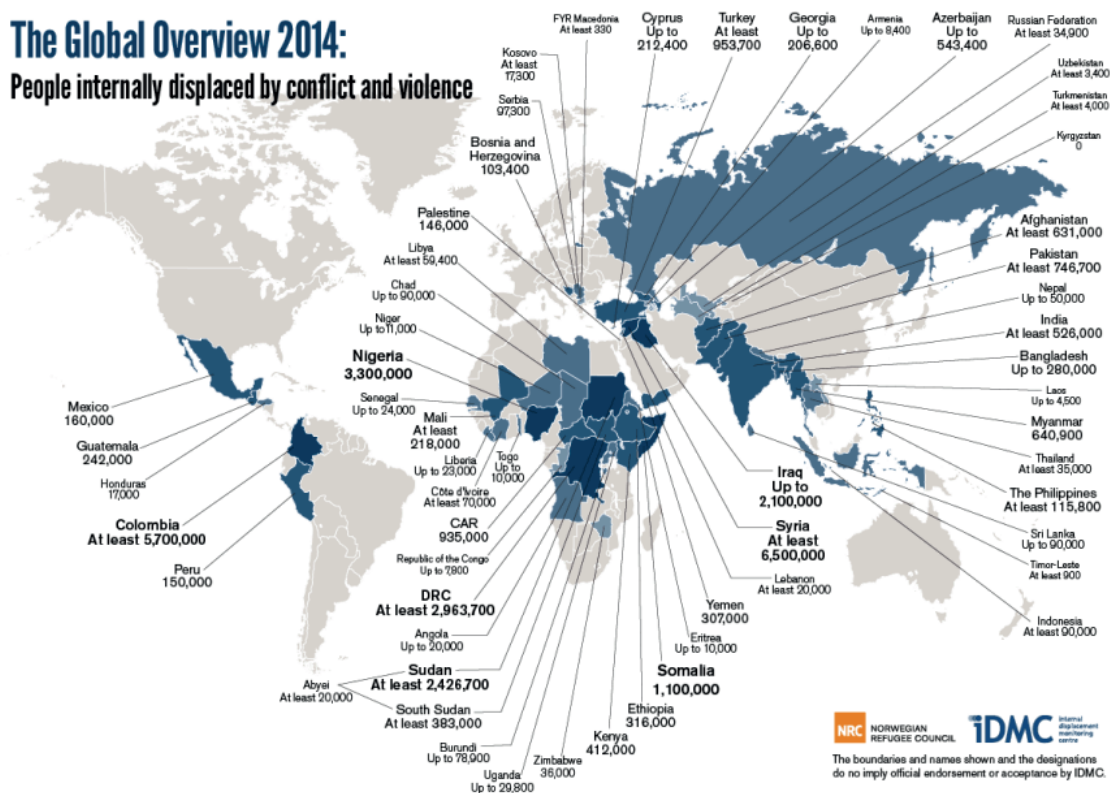 The Global Overview 2014:
People internally displaced by conflict and violence
FYR Macedonia
At least 330
Cyprus
Up to
212,400
Turkey
At least
953,700
Georgia
Up to
206,600
Armenia
Up to 8,400
Azerbaijan
Up to
543,400
Russian Federation
At least 34,900
Uzbekistan
At least 3,400
Turkmenistan
At least 4,000
Kyrgyzstan
0
Kosovo
At least
17,300
Serbia
97,300
Bosnia and
Herzegovina
103,400
Palestine
146,000
Libya
At least 59,400
Chad
Up to 90,000
Niger
Up to 11,000
Nigeria
3,300,000
Senegal
Up to 24,000
Mali
At least
218,000
Liberia
Up to 23,000
Togo
Up to
10,000
Côte d'Ivoire
At least 70,000
CAR
935,000
Republic of the Congo
Up to 7,800
DRC
At least 2,963,700
Angola
Up to 20,000
Sudan
At least 2,426,700
Abyei
At least 20,000
South Sudan
At least 383,000
Burundi
Up to 78,900
Uganda
Up to 29,800
Zimbabwe
36,000
Kenya
412,000
Ethiopia
316,000
Somalia
1,100,000
Eritrea
Up to 10,000
Yemen
307,000
Lebanon
At least 20,000
Syria
At least
6,500,000
Iraq
Up to
2,100,000
Afghanistan
At least 631,000
Pakistan
At least 746,700
Nepal
Up to 50,000
India
At least 526,000
Bangladesh
Up to 280,000
Laos
Up to 4,500
Myanmar
640,900
Thailand
At least 35,000
The Philippines
At least 115,800
Sri Lanka
Up to 90,000
Timor-Leste
At least 900
Indonesia
At least 90,000
Mexico
160,000
Guatemala
242,000
Honduras
17,000
Colombia
At least 5,700,000
Peru
150,000
NRC
NORWEGIAN
REFUGEE COUNCIL
iDMC
internal
displacement
monitoring
centre
The boundaries and names shown and the designations
do no imply official endorsement or acceptance by IDMC.